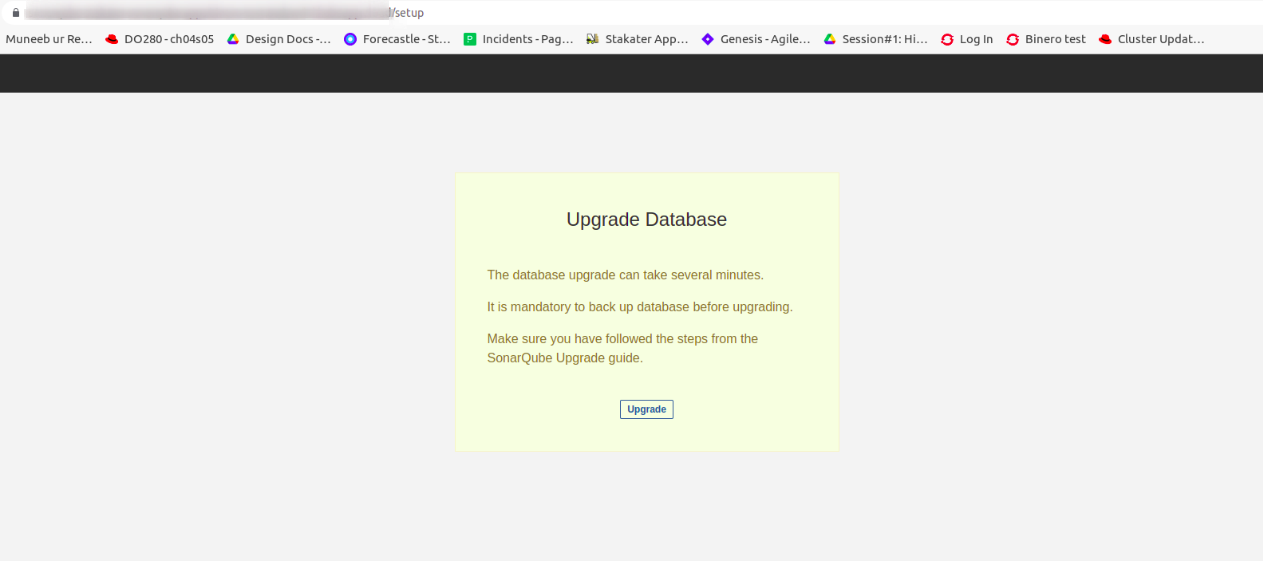 /setup
Muneeb ur Re... DO280 - ch04s05 Design Docs -... Forecastle - St... Incidents - Pag... Stakater App... Genesis - Agile... Session#1: Hi... Log In Binero test Cluster Updat...
Upgrade Database
The database upgrade can take several minutes.
It is mandatory to back up database before upgrading.
Make sure you have followed the steps from the
SonarQube Upgrade guide.
Upgrade